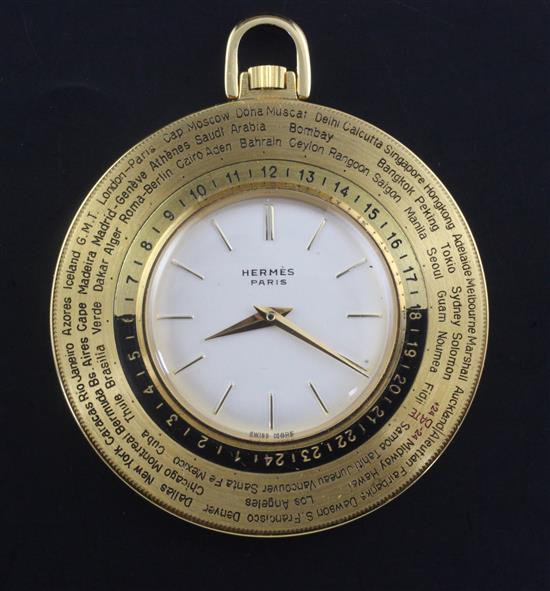 HERMÈS
PARIS
SWISS
Cap Moscow Doha Muscat Delhi Calcutta Singapore Hongkong Adelaide Melbourne Marshall Auckland/Aleutian Fairbanks Dawson S. Francisco Denver Dallas New York Caracas Rio Janeiro Azores Iceland G.M.T. London-Paris
Athènes Saudi Arabia Bombay Bangkok Peking Tokio Sydney Solomon Fidji Samoa Midway Hawei Los Angeles Chicago Montreal Bermuda Bs. Aires Cape Madeira Madrid-Genève
Cairo Aden Bahrain Ceylon Rangoon Saigon Manila Seoul Guam Noumea Tahiti Juneau Vancouver Santa Fe Mexico Cuba Thule Brasilia Verde Dakar Alger Roma-Berlin
DATE
1 2 3 4 5 6 7 8 9 10 11 12 13 14 15 16 17 18 19 20 21 22 23 24